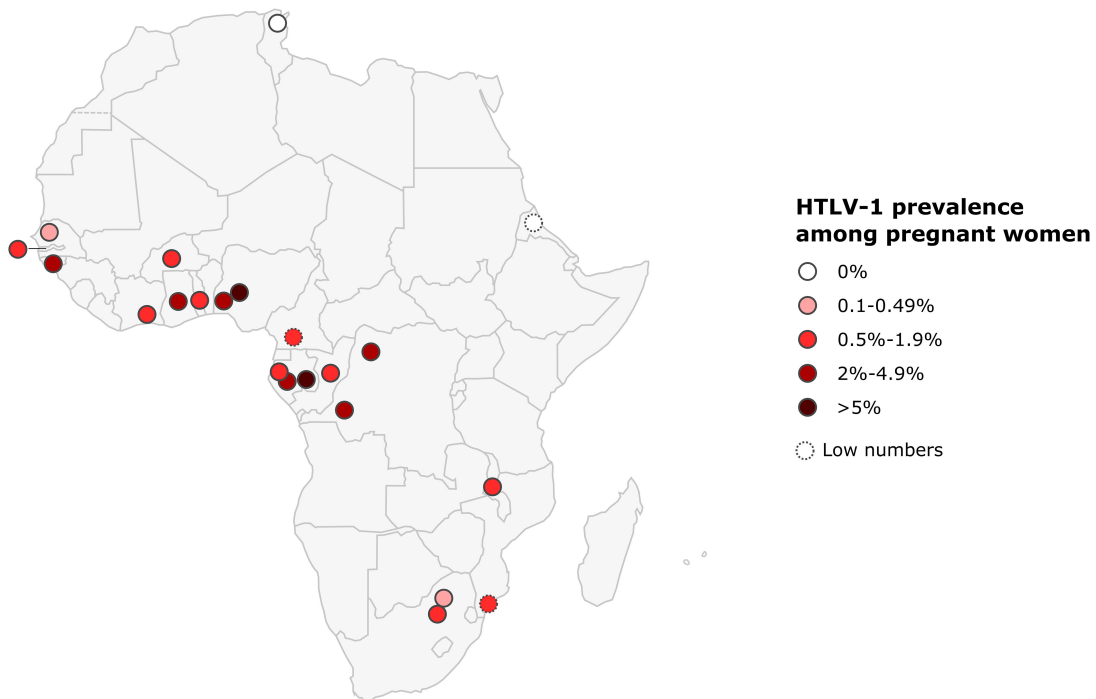 HTLV-1 prevalence
among pregnant women
0%
0.1-0.49%
0.5%-1.9%
2%-4.9%
>5%
Low numbers